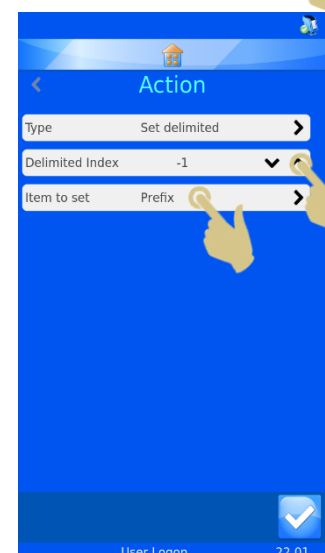 Action
Type Set delimited
Delimited Index -1
Item to set Prefix
User Logon 22.01